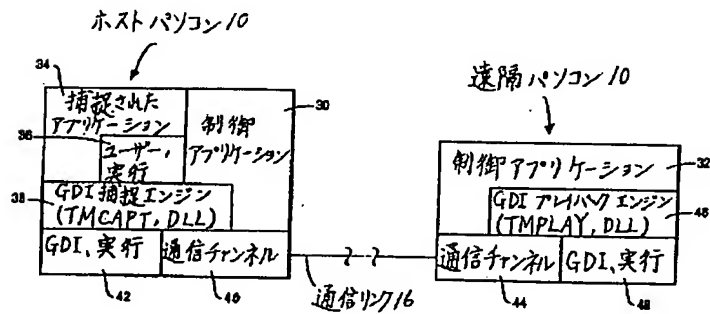 ホストパソコン10
34
捕捉された
アプリケーション
36
ユーザー、
実行
30
制御
アプリケーション
38
GDI捕捉エンジン
(TMCAPT, DLL)
GDI、実行
42
通信チャンネル
40
通信リンク16
遠隔パソコン10
制御アプリケーション
32
GDIプレイバックエンジン
(TMPLAY, DLL)
46
通信チャンネル
44
GDI、実行
48